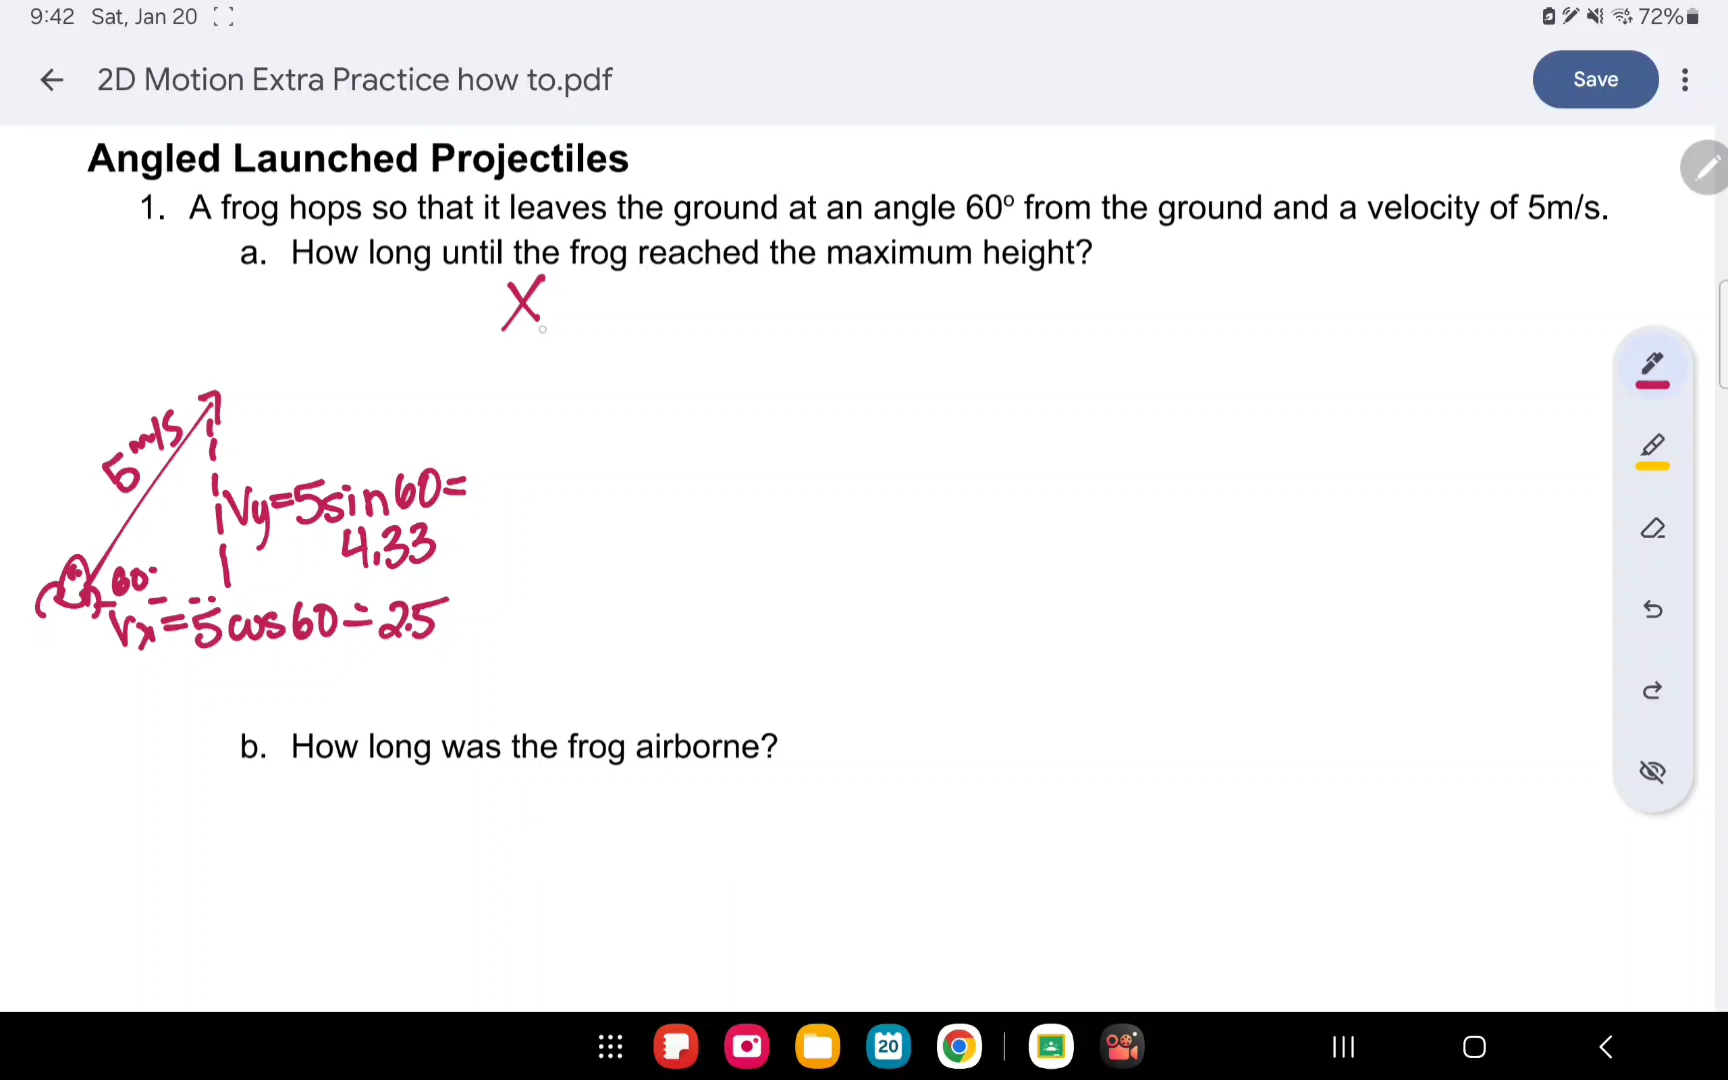 9:42 Sat, Jan 20
72%
2D Motion Extra Practice how to.pdf
Save
Angled Launched Projectiles
1. A frog hops so that it leaves the ground at an angle 60º from the ground and a velocity of 5m/s.
a. How long until the frog reached the maximum height?
X
5 m/s
Vy=5sin60=
4.33
60°
Vx=5cos60=2.5
b. How long was the frog airborne?
20